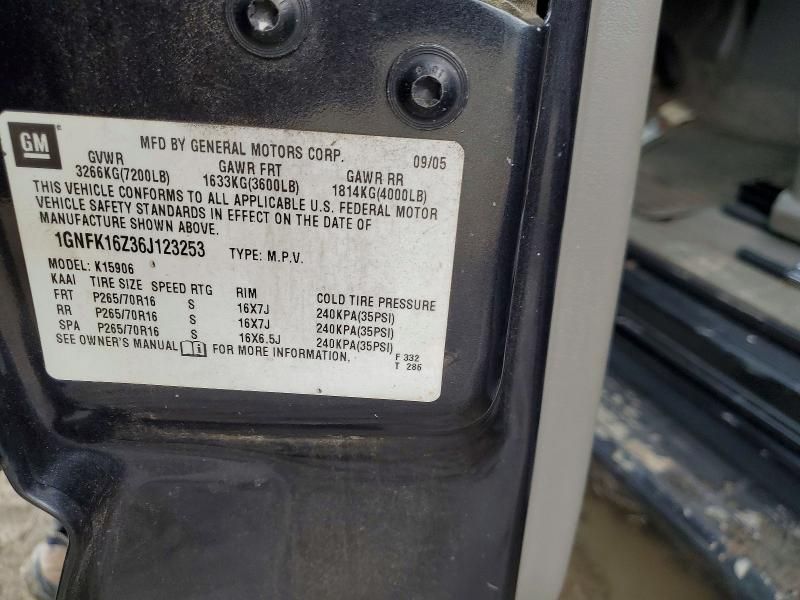 GM
MFD BY GENERAL MOTORS CORP. 09/05
GVWR GAWR FRT GAWR RR
3266KG(7200LB) 1633KG(3600LB) 1814KG(4000LB)
THIS VEHICLE CONFORMS TO ALL APPLICABLE U.S. FEDERAL MOTOR
VEHICLE SAFETY STANDARDS IN EFFECT ON THE DATE OF
MANUFACTURE SHOWN ABOVE.
1GNFK16Z36J123253 TYPE: M.P.V.
MODEL: K15906
KAAI TIRE SIZE SPEED RTG RIM COLD TIRE PRESSURE
FRT P265/70R16 S 16X7J 240KPA(35PSI)
RR P265/70R16 S 16X7J 240KPA(35PSI)
SPA P265/70R16 S 16X6.5J 240KPA(35PSI)
SEE OWNER'S MANUAL FOR MORE INFORMATION.
F 332
T 286